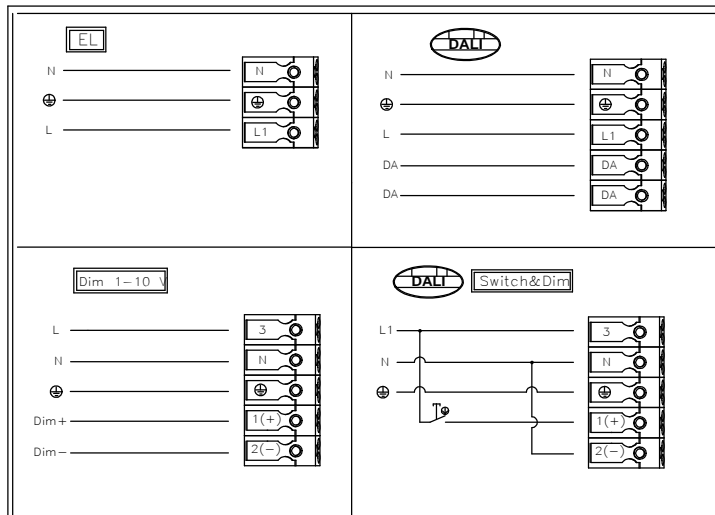 EL
N N
L L1
DALI
N N
L L1
DA DA
DA DA
Dim 1-10 V
L 3
N N
Dim+ 1(+)
Dim- 2(-)
DALI Switch&Dim
L1 3
N N
1(+)
2(-)